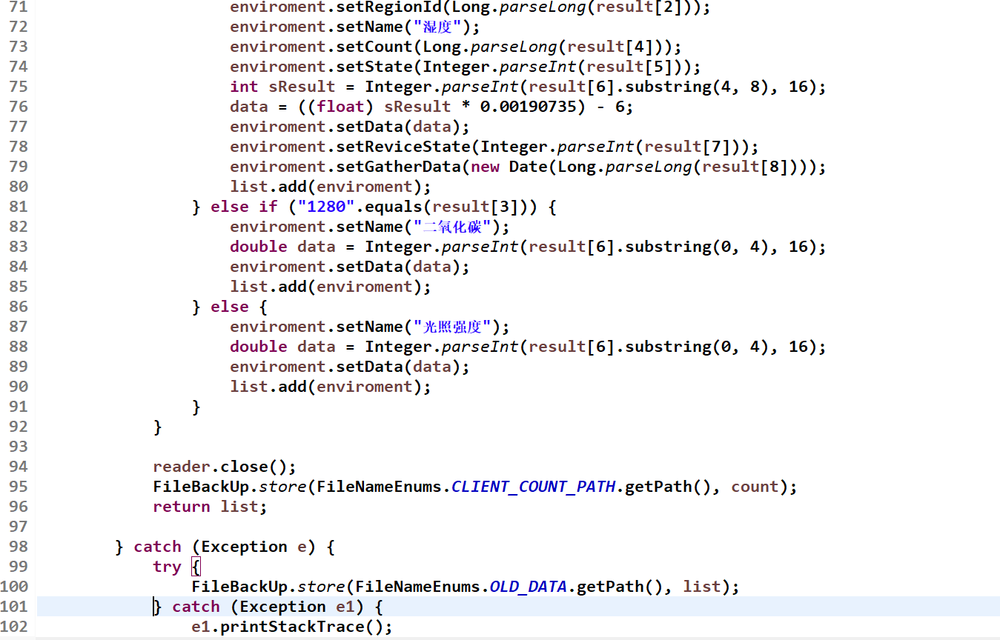 71 enviroment.setRegionId(Long.parseLong(result[2]));
72 enviroment.setName("湿度");
73 enviroment.setCount(Long.parseLong(result[4]));
74 enviroment.setState(Integer.parseInt(result[5]));
75 int sResult = Integer.parseInt(result[6].substring(4, 8), 16);
76 data = ((float) sResult * 0.00190735) - 6;
77 enviroment.setData(data);
78 enviroment.setReviceState(Integer.parseInt(result[7]));
79 enviroment.setGatherData(new Date(Long.parseLong(result[8])));
80 list.add(enviroment);
81 } else if ("1280".equals(result[3])) {
82 enviroment.setName("二氧化碳");
83 double data = Integer.parseInt(result[6].substring(0, 4), 16);
84 enviroment.setData(data);
85 list.add(enviroment);
86 } else {
87 enviroment.setName("光照强度");
88 double data = Integer.parseInt(result[6].substring(0, 4), 16);
89 enviroment.setData(data);
90 list.add(enviroment);
91 }
92 }
93
94 reader.close();
95 FileBackUp.store(FileNameEnums.CLIENT_COUNT_PATH.getPath(), count);
96 return list;
97
98 } catch (Exception e) {
99 try {
100 FileBackUp.store(FileNameEnums.OLD_DATA.getPath(), list);
101 } catch (Exception e1) {
102 e1.printStackTrace();